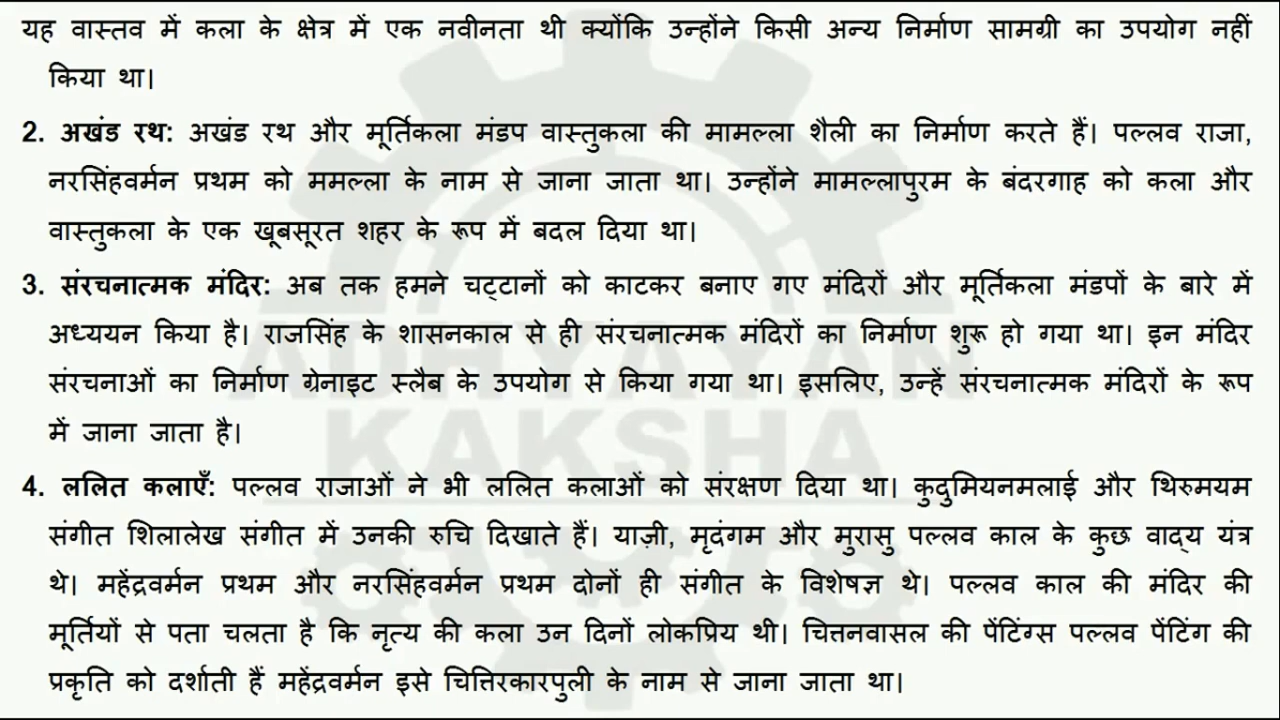 यह वास्तव में कला के क्षेत्र में एक नवीनता थी क्योंकि उन्होंने किसी अन्य निर्माण सामग्री का उपयोग नहीं
किया था।
2. अखंड रथ: अखंड रथ और मूर्तिकला मंडप वास्तुकला की मामल्ला शैली का निर्माण करते हैं। पल्लव राजा,
नरसिंहवर्मन प्रथम को ममल्ला के नाम से जाना जाता था। उन्होंने मामल्लापुरम के बंदरगाह को कला और
वास्तुकला के एक खूबसूरत शहर के रूप में बदल दिया था।
3. संरचनात्मक मंदिर: अब तक हमने चट्टानों को काटकर बनाए गए मंदिरों और मूर्तिकला मंडपों के बारे में
अध्ययन किया है। राजसिंह के शासनकाल से ही संरचनात्मक मंदिरों का निर्माण शुरू हो गया था। इन मंदिर
संरचनाओं का निर्माण ग्रेनाइट स्लैब के उपयोग से किया गया था। इसलिए, उन्हें संरचनात्मक मंदिरों के रूप
में जाना जाता है।
4. ललित कलाएँ: पल्लव राजाओं ने भी ललित कलाओं को संरक्षण दिया था। कुदुमियनमलाई और थिरुमयम
संगीत शिलालेख संगीत में उनकी रुचि दिखाते हैं। याज़ी, मृदंगम और मुरासु पल्लव काल के कुछ वाद्य यंत्र
थे। महेंद्रवर्मन प्रथम और नरसिंहवर्मन प्रथम दोनों ही संगीत के विशेषज्ञ थे। पल्लव काल की मंदिर की
मूर्तियों से पता चलता है कि नृत्य की कला उन दिनों लोकप्रिय थी। चित्तनवासल की पेंटिंग्स पल्लव पेंटिंग की
प्रकृति को दर्शाती हैं महेंद्रवर्मन इसे चित्तिरकारपुली के नाम से जाना जाता था।
ADHYAYAN
KAKSHA